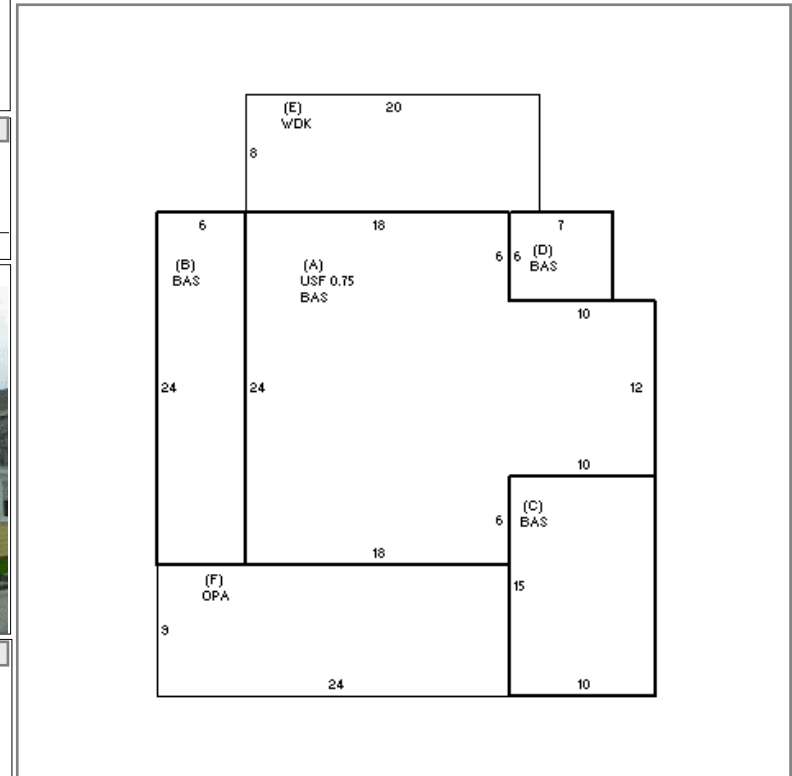 (E) 20
WDK
8
6 18 7
6 6 (D)
BAS
(B) (A)
BAS USF 0.75
BAS
10
24 24 12
10
(C)
6 BAS
18
(F)
OPA
15
9
24 10